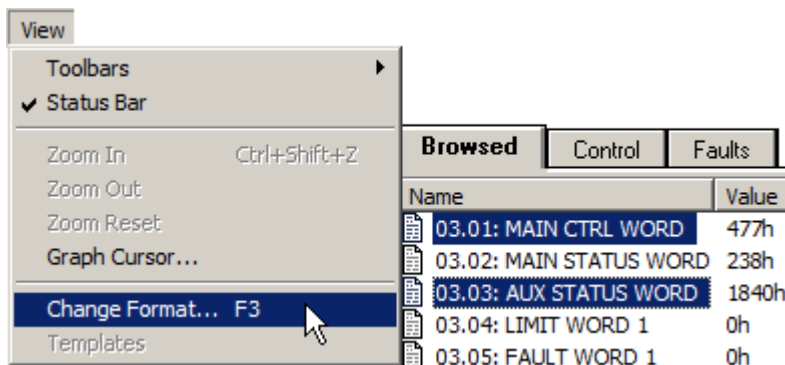 View
Toolbars
Status Bar
Zoom In Ctrl+Shift+Z
Zoom Out
Zoom Reset
Graph Cursor...
Change Format... F3
Templates
Browsed Control Faults
Name Value
03.01: MAIN CTRL WORD 477h
03.02: MAIN STATUS WORD 238h
03.03: AUX STATUS WORD 1840h
03.04: LIMIT WORD 1 0h
03.05: FAULT WORD 1 0h